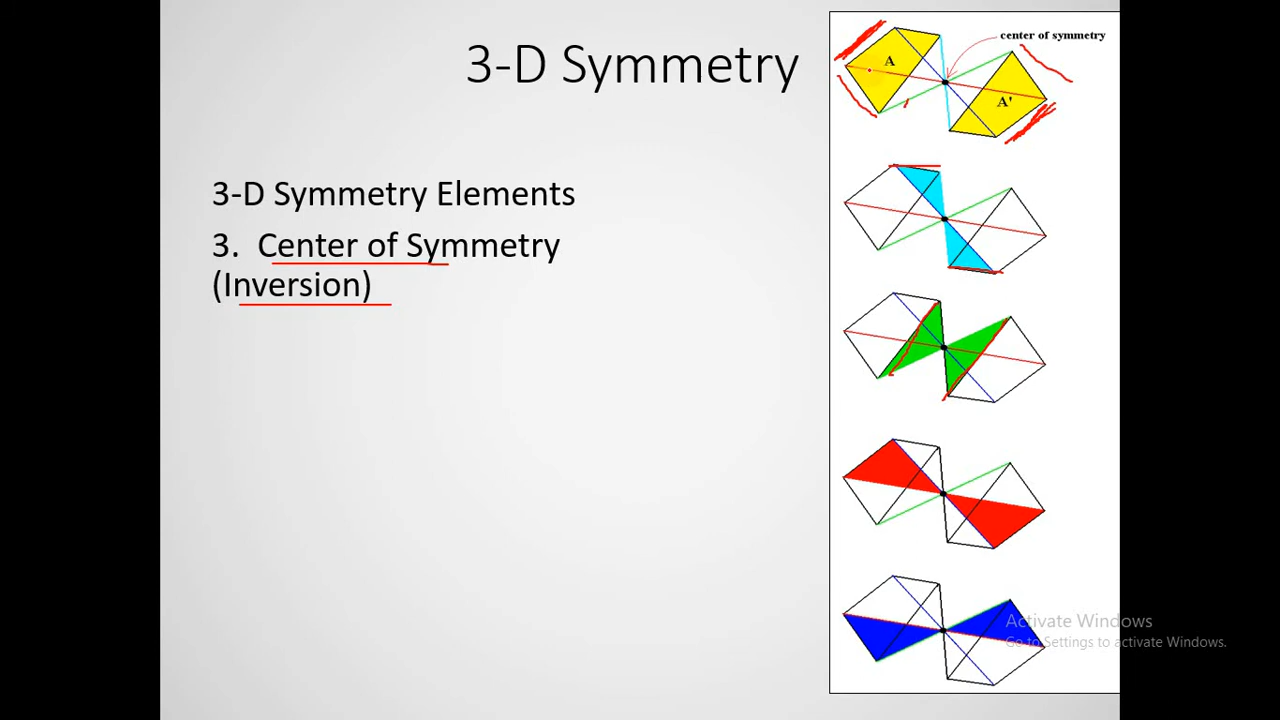 3-D Symmetry
3-D Symmetry Elements
3. Center of Symmetry
(Inversion)
center of symmetry
A
A'
Activate Windows
Go to Settings to activate Windows.